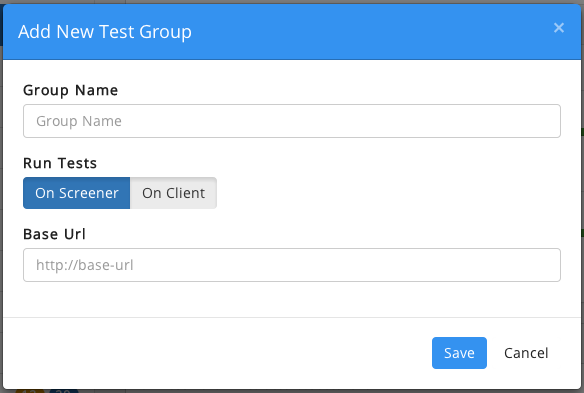 Add New Test Group ×
Group Name
Group Name
Run Tests
On Screener On Client
Base Url
http://base-url
Save Cancel